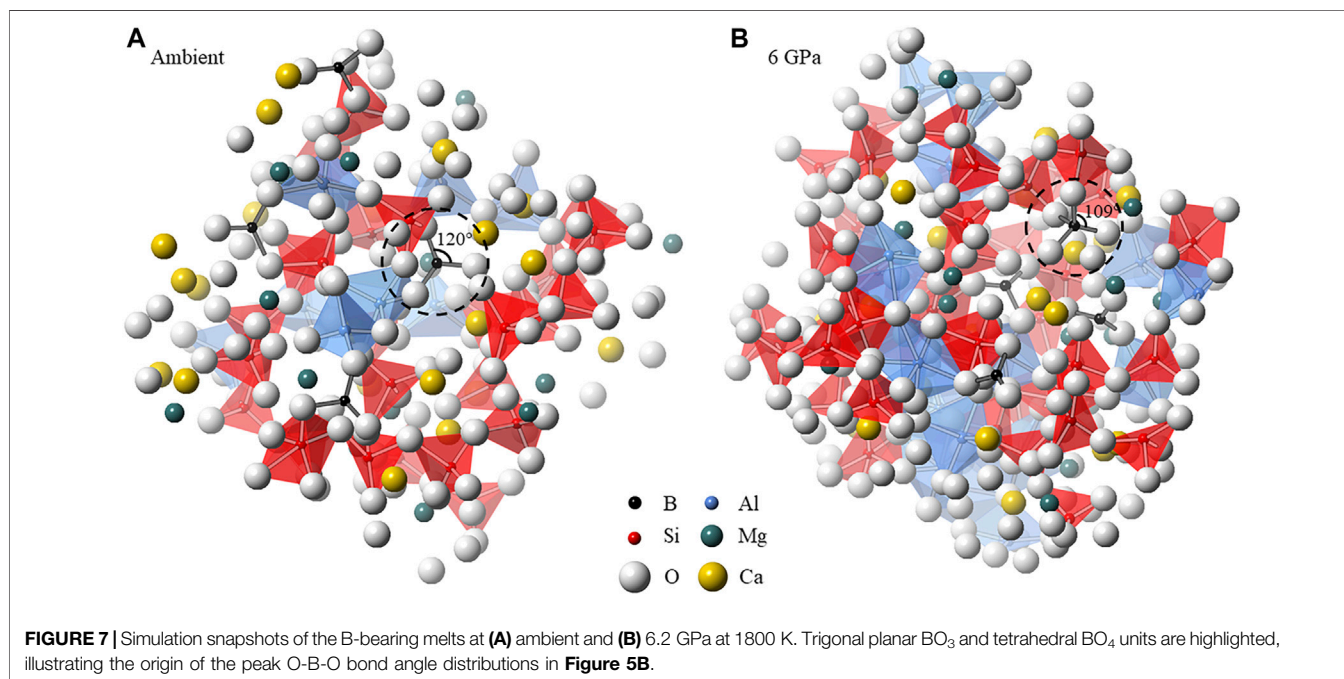 A
Ambient
B
6 GPa
120°
109°
B
Al
Si
Mg
O
Ca
FIGURE 7 | Simulation snapshots of the B-bearing melts at (A) ambient and (B) 6.2 GPa at 1800 K. Trigonal planar BO3 and tetrahedral BO4 units are highlighted,
illustrating the origin of the peak O-B-O bond angle distributions in Figure 5B.